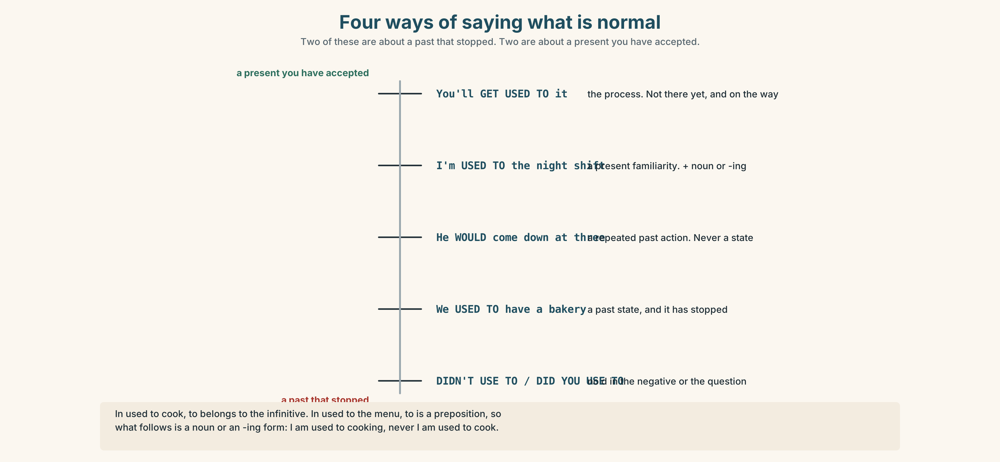 Four ways of saying what is normal
Two of these are about a past that stopped. Two are about a present you have accepted.
a present you have accepted
You'll GET USED TO it the process. Not there yet, and on the way
I'm USED TO the night shift a present familiarity. + noun or -ing
He WOULD come down at three a repeated past action. Never a state
We USED TO have a bakery a past state, and it has stopped
DIDN'T USE TO / DID YOU USE TO no d in the negative or the question
a past that stopped
In used to cook, to belongs to the infinitive. In used to the menu, to is a preposition, so
what follows is a noun or an -ing form: I am used to cooking, never I am used to cook.